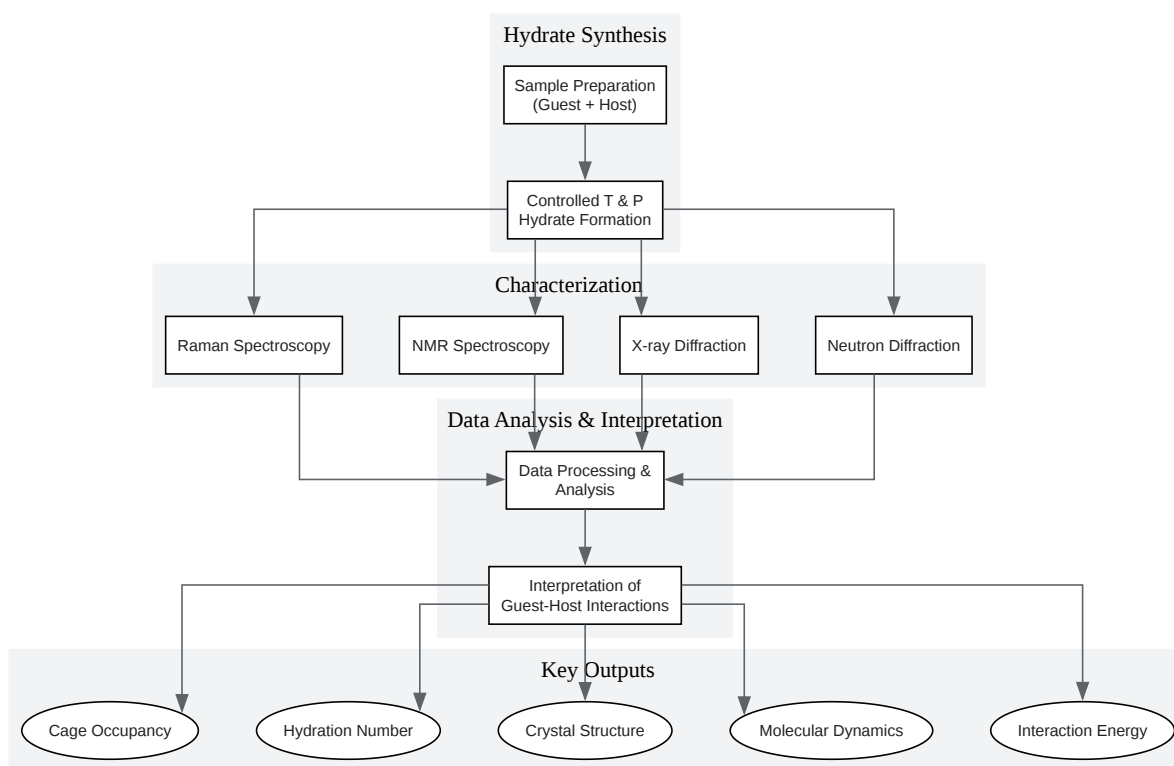 Hydrate Synthesis
Sample Preparation
(Guest + Host)
Controlled T & P
Hydrate Formation
Characterization
Raman Spectroscopy
NMR Spectroscopy
X-ray Diffraction
Neutron Diffraction
Data Analysis & Interpretation
Data Processing &
Analysis
Interpretation of
Guest-Host Interactions
Key Outputs
Cage Occupancy
Hydration Number
Crystal Structure
Molecular Dynamics
Interaction Energy